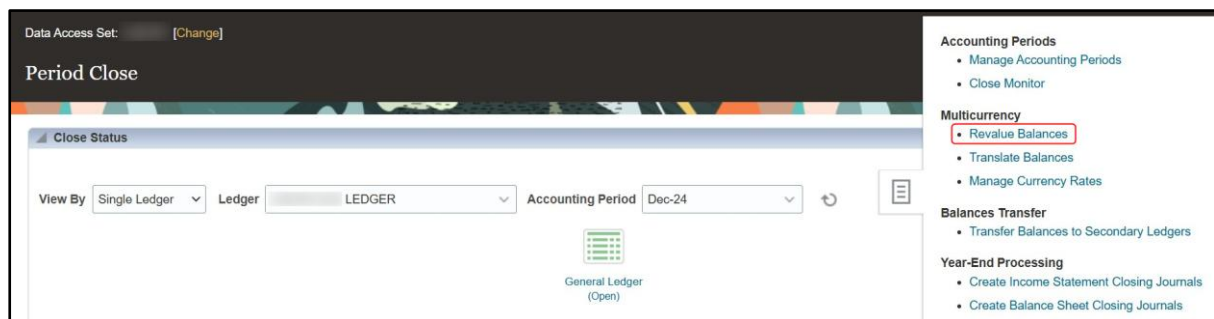 Data Access Set: [Change]
Period Close
Close Status
View By Single Ledger Ledger LEDGER Accounting Period Dec-24
General Ledger
(Open)
Accounting Periods
• Manage Accounting Periods
• Close Monitor
Multicurrency
• Revalue Balances
• Translate Balances
• Manage Currency Rates
Balances Transfer
• Transfer Balances to Secondary Ledgers
Year-End Processing
• Create Income Statement Closing Journals
• Create Balance Sheet Closing Journals